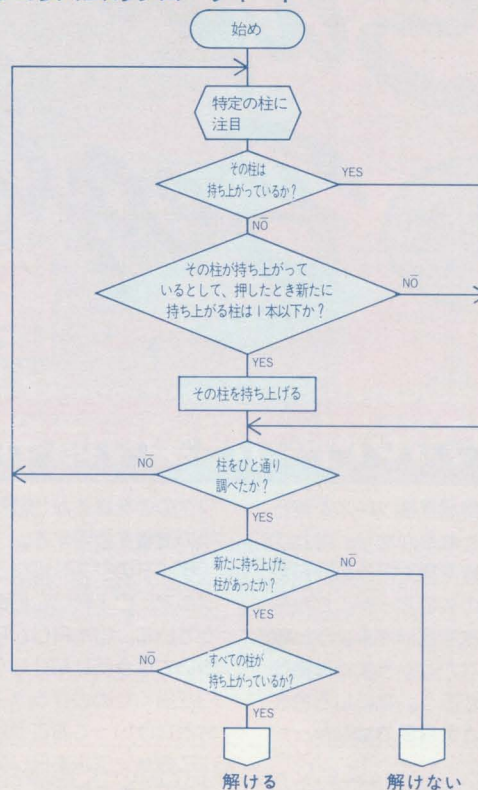 始め
特定の柱に
注目
その柱は
持ち上がっているか?
YES
NO
その柱が持ち上がって
いるとして、押したとき新たに
持ち上がる柱は1本以下か?
NO
YES
その柱を持ち上げる
柱をひと通り
調べたか?
NO
YES
新たに持ち上げた
柱があったか?
NO
YES
すべての柱が
持ち上がっているか?
NO
YES
解ける
解けない